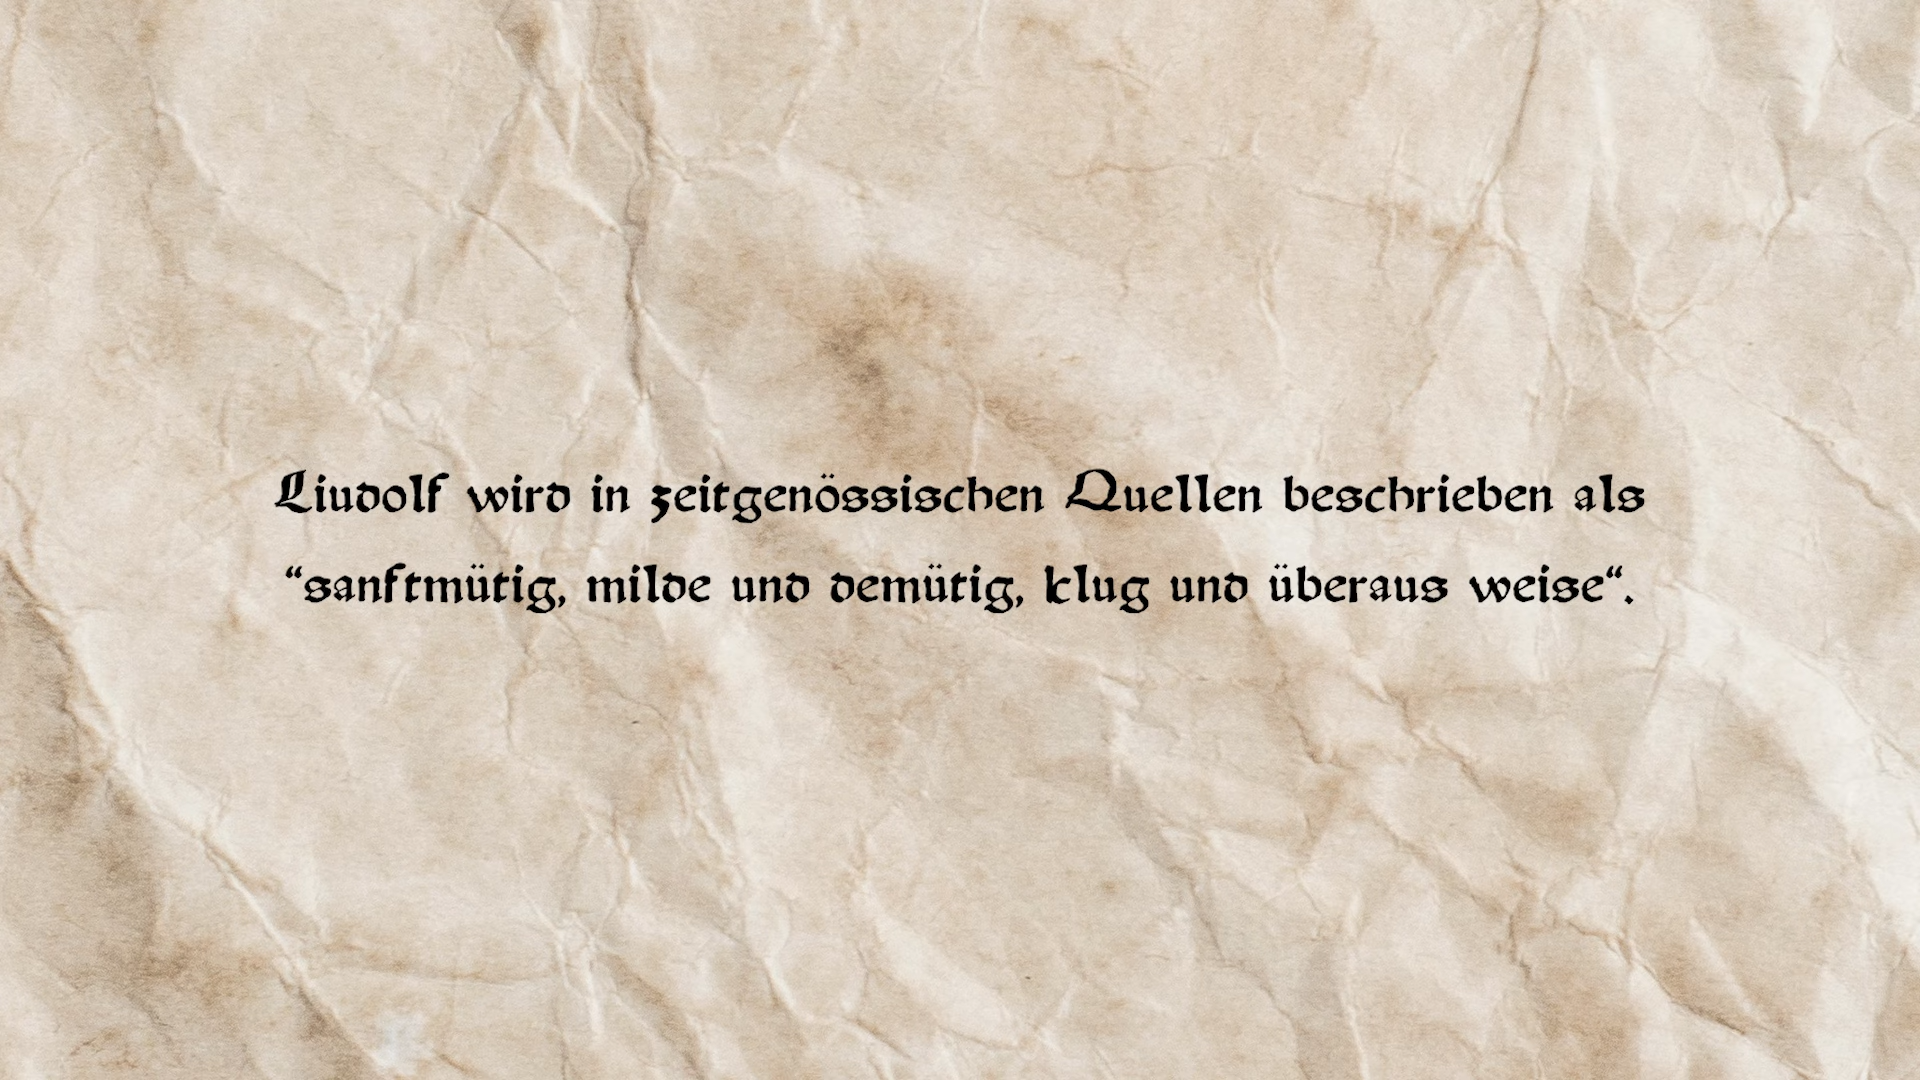 Liudolf wird in zeitgenössischen Quellen beschrieben als
“sanftmütig, milde und demütig, klug und überaus weise“.